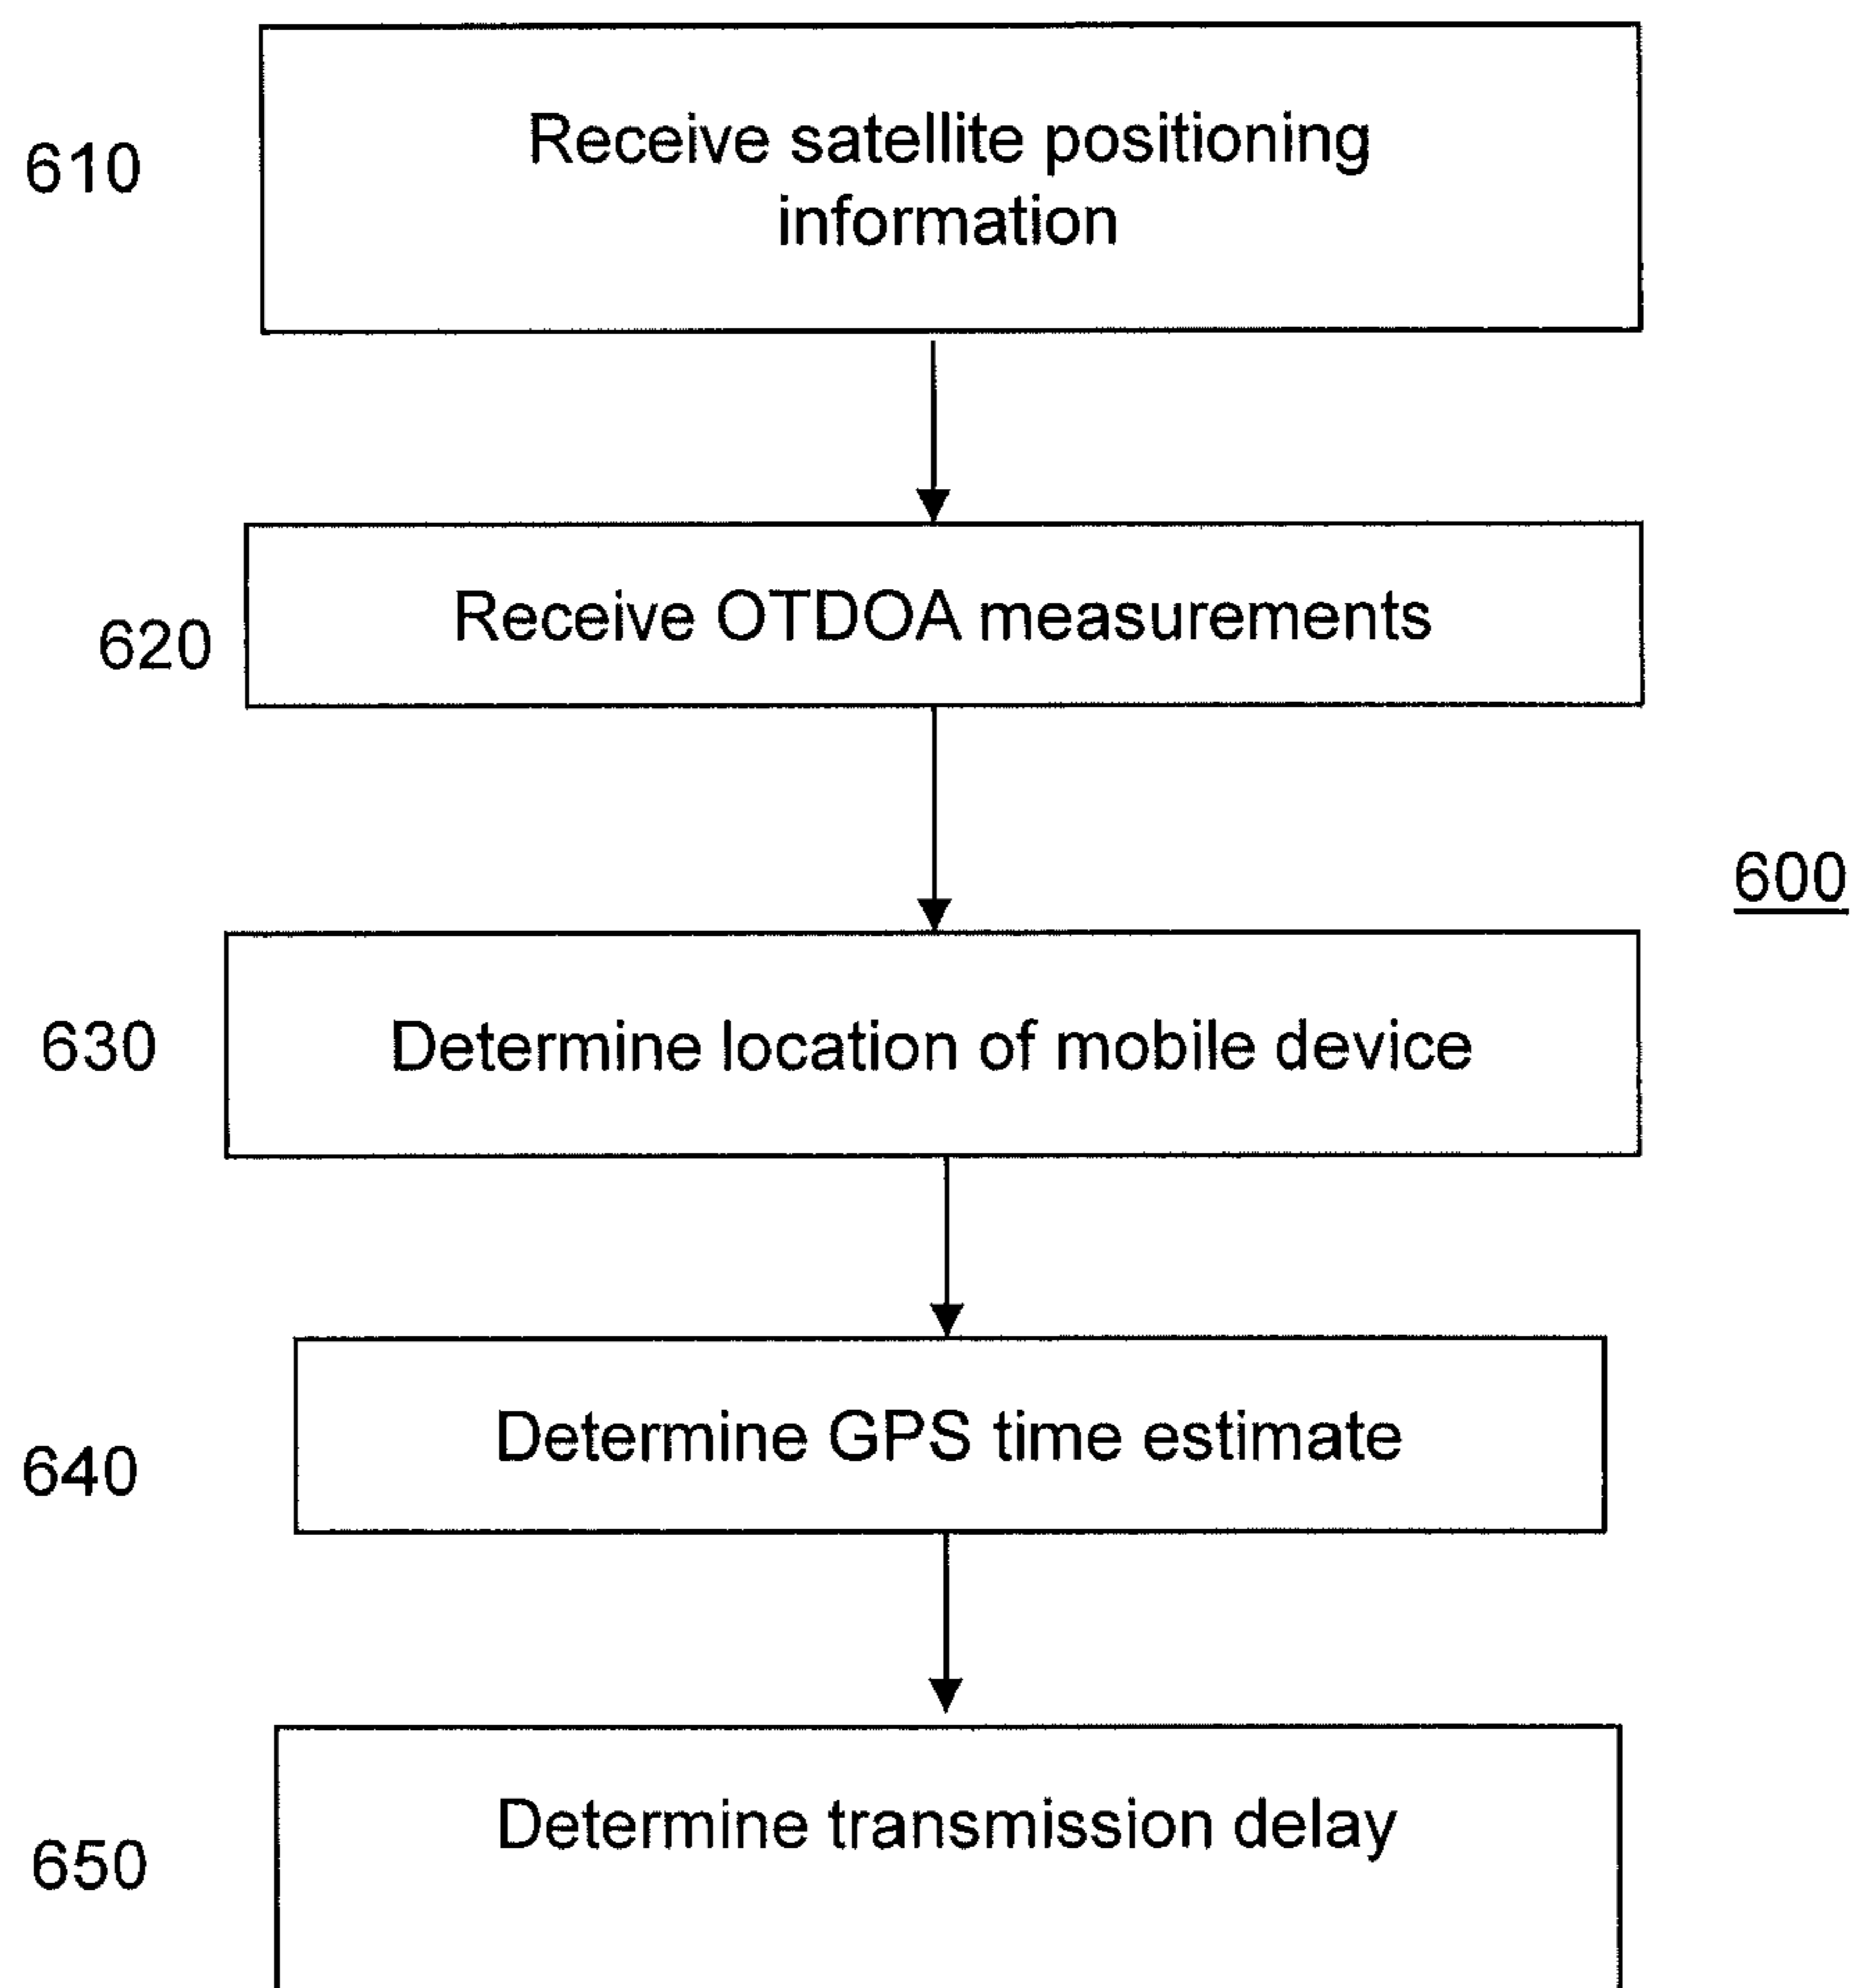 610
Receive satellite positioning
information
620
Receive OTDOA measurements
600
630
Determine location of mobile device
640
Determine GPS time estimate
650
Determine transmission delay